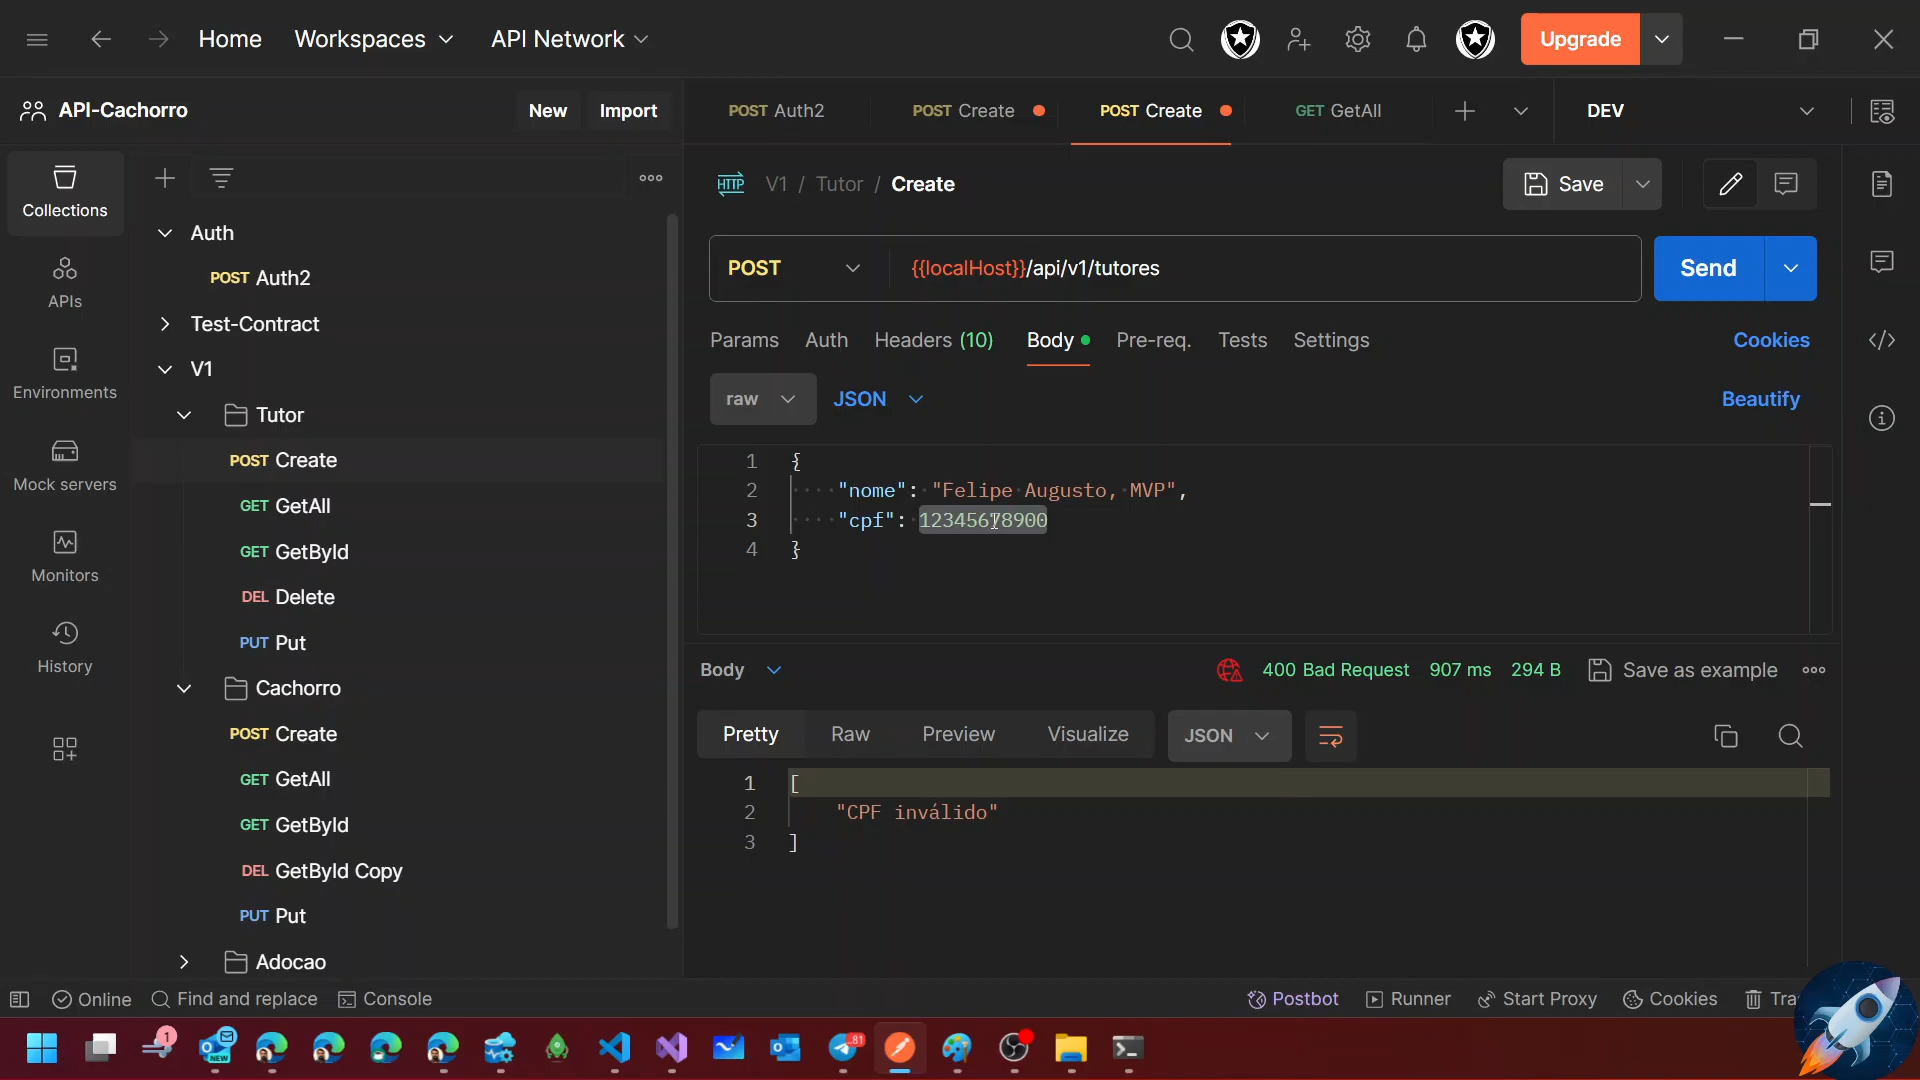 Home
Workspaces
API Network
Upgrade
API-Cachorro
New
Import
POST Auth2
POST Create
POST Create
GET GetAll
DEV
Collections
APIs
Environments
Mock servers
Monitors
History
Auth
POST Auth2
Test-Contract
V1
Tutor
POST Create
GET GetAll
GET GetById
DEL Delete
PUT Put
Cachorro
POST Create
GET GetAll
GET GetById
DEL GetById Copy
PUT Put
Adocao
HTTP V1 / Tutor / Create
Save
POST
{{localHost}}/api/v1/tutores
Send
Params
Auth
Headers (10)
Body
Pre-req.
Tests
Settings
Cookies
raw
JSON
Beautify
1 {
2 "nome": "Felipe Augusto, MVP",
3 "cpf": 12345678900
4 }
Body
400 Bad Request
907 ms
294 B
Save as example
Pretty
Raw
Preview
Visualize
JSON
1 [
2 "CPF inválido"
3 ]
Online
Find and replace
Console
Postbot
Runner
Start Proxy
Cookies
1
NEW
81